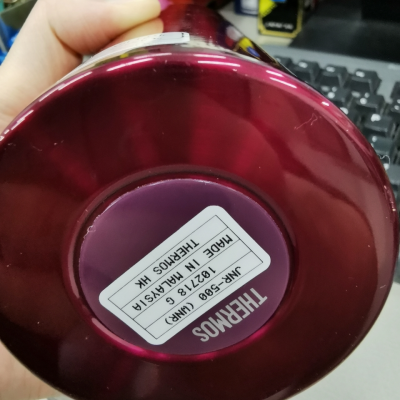 THERMOS
JNR-500 (WNR)
102718 G
MADE IN MALAYSIA
THERMOS HK